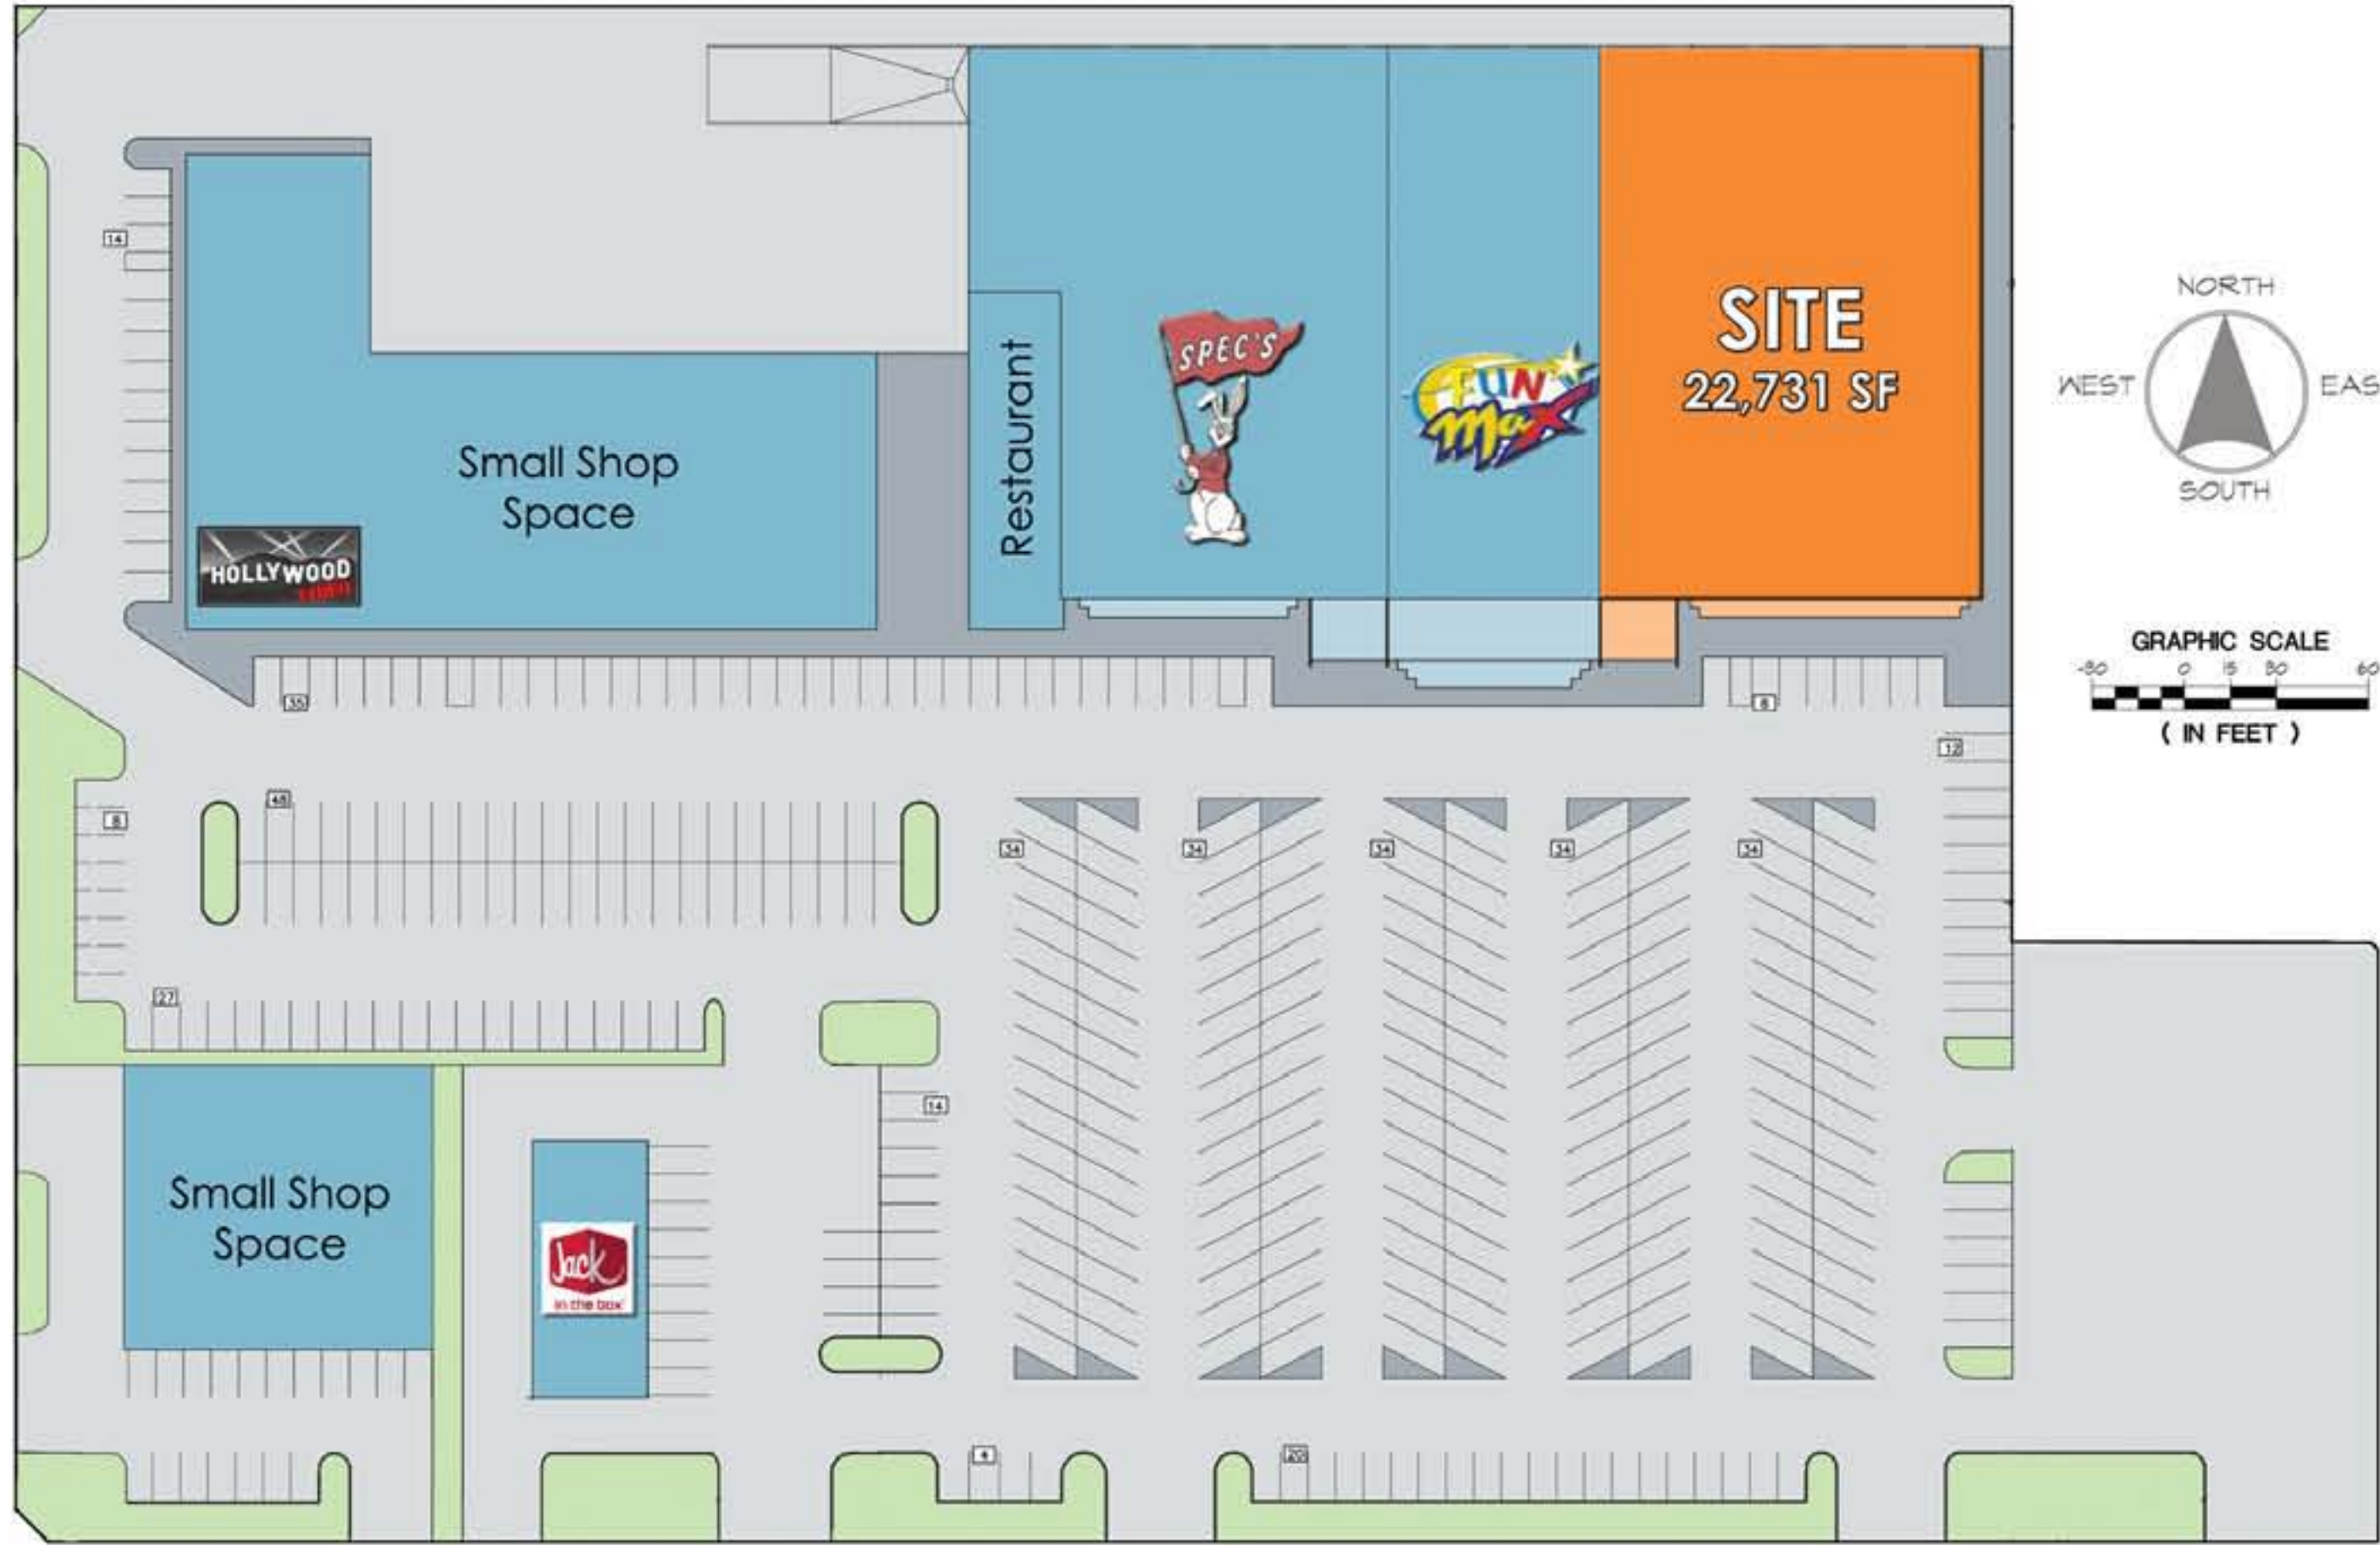 14
SITE
22,731 SF
NORTH
WEST
EAS
SOUTH
SPEC'S
FUN
max
Restaurant
Small Shop
Space
HOLLYWOOD
GRAPHIC SCALE
0 15 30 60
( IN FEET )
35
8
12
48
8
34
34
34
34
34
27
14
Small Shop
Space
Jack
in the box
4
20